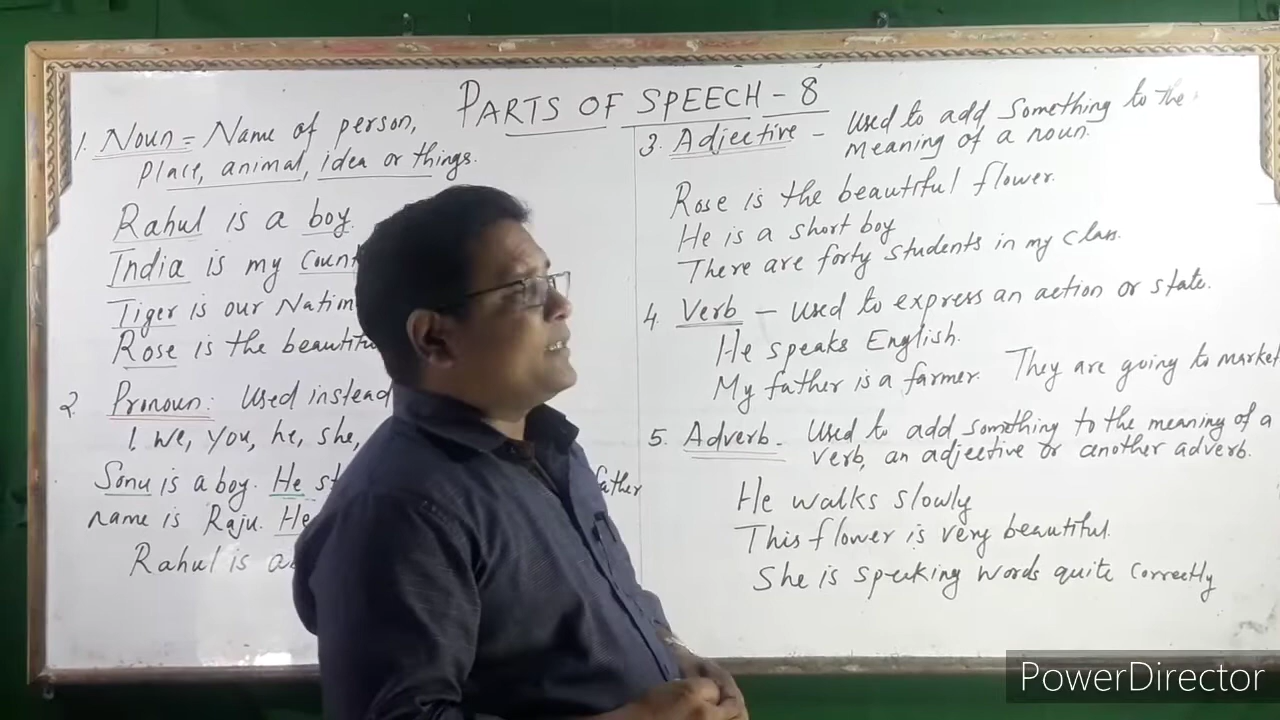 PARTS OF SPEECH - 8
1. Noun = Name of person,
Place, animal, idea or things.
Rahul is a boy.
India is my
Tiger is our
Rose is the
2. Pronoun: Used instead
I, we, you, he, she,
Sonu is a boy. He
name is Raju. He
Rahul is
3. Adjective - Used to add Something to the
meaning of a noun.
Rose is the beautiful flower.
He is a short boy
There are forty students in my class.
4. Verb - Used to express an action or state.
He speaks English.
My father is a farmer. They are going to market
5. Adverb - Used to add something to the meaning of a
verb, an adjective or another adverb.
He walks slowly
This flower is very beautiful.
She is speaking words quite correctly
PowerDirector